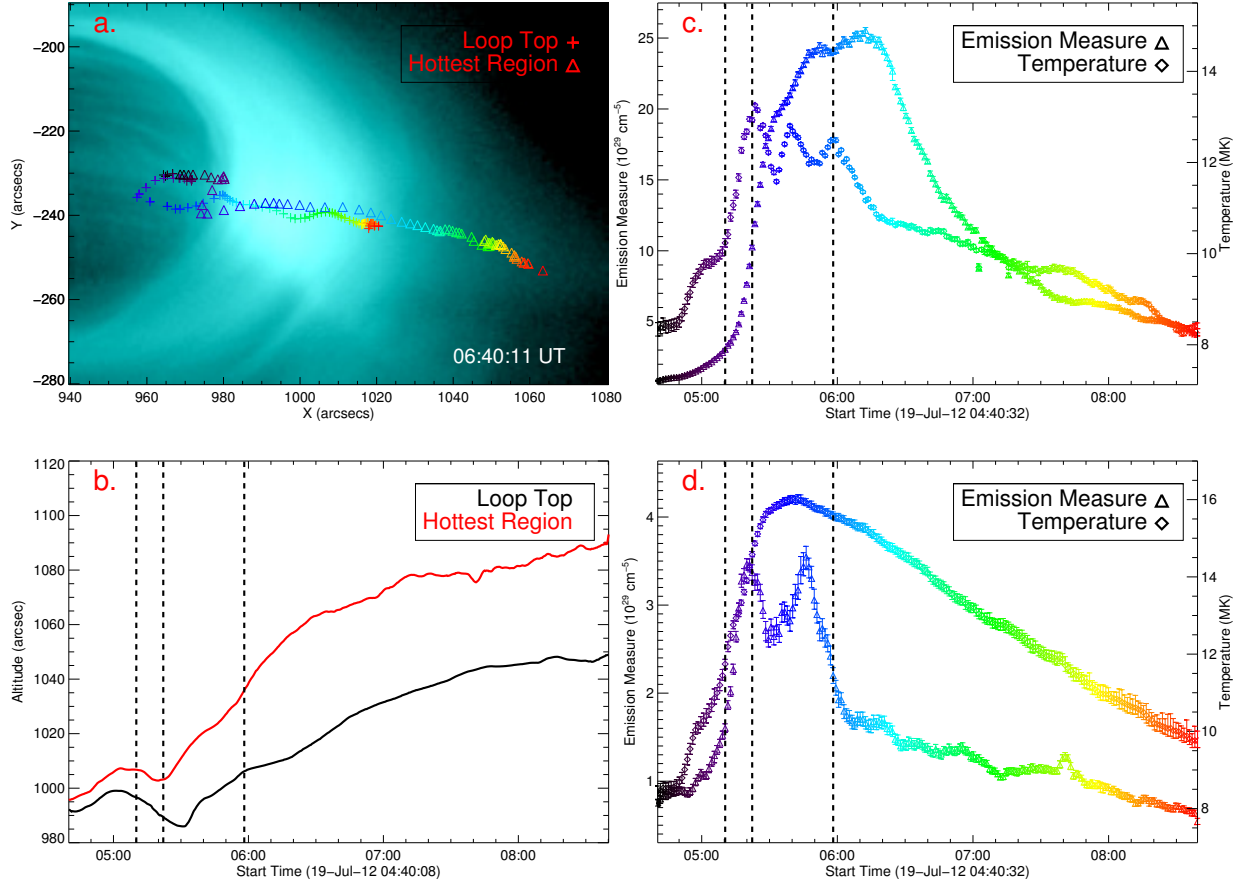 a.
Loop Top +
Hottest Region △
−200
−220
−240
−260
−280
Y (arcsecs)
06:40:11 UT
940 960 980 1000 1020 1040 1060 1080
X (arcsecs)
c.
Emission Measure △
Temperature ◇
25
20
15
10
5
Emission Measure (10²⁹ cm⁻⁵)
14
12
10
8
Temperature (MK)
05:00 06:00 07:00 08:00
Start Time (19−Jul−12 04:40:32)
b.
Loop Top
Hottest Region
1120
1100
1080
1060
1040
1020
1000
980
Altitude (arcsec)
05:00 06:00 07:00 08:00
Start Time (19−Jul−12 04:40:08)
d.
Emission Measure △
Temperature ◇
4
3
2
1
Emission Measure (10²⁹ cm⁻⁵)
16
14
12
10
8
Temperature (MK)
05:00 06:00 07:00 08:00
Start Time (19−Jul−12 04:40:32)